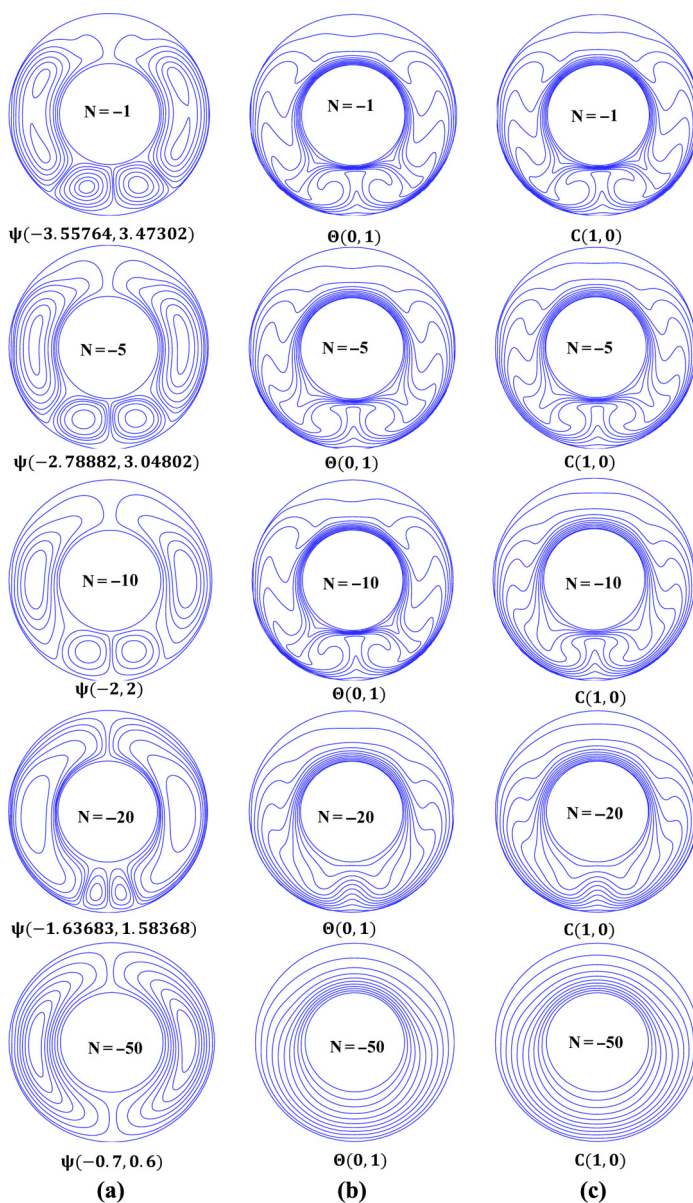 N = –1
N = –1
N = –1
ψ(−3.55764, 3.47302)
Θ(0, 1)
C(1, 0)
N = –5
N = –5
N = –5
ψ(−2.78882, 3.04802)
Θ(0, 1)
C(1, 0)
N = –10
N = –10
N = –10
ψ(−2, 2)
Θ(0, 1)
C(1, 0)
N = –20
N = –20
N = –20
ψ(−1.63683, 1.58368)
Θ(0, 1)
C(1, 0)
N = –50
N = –50
N = –50
ψ(−0.7, 0.6)
Θ(0, 1)
C(1, 0)
(a)
(b)
(c)